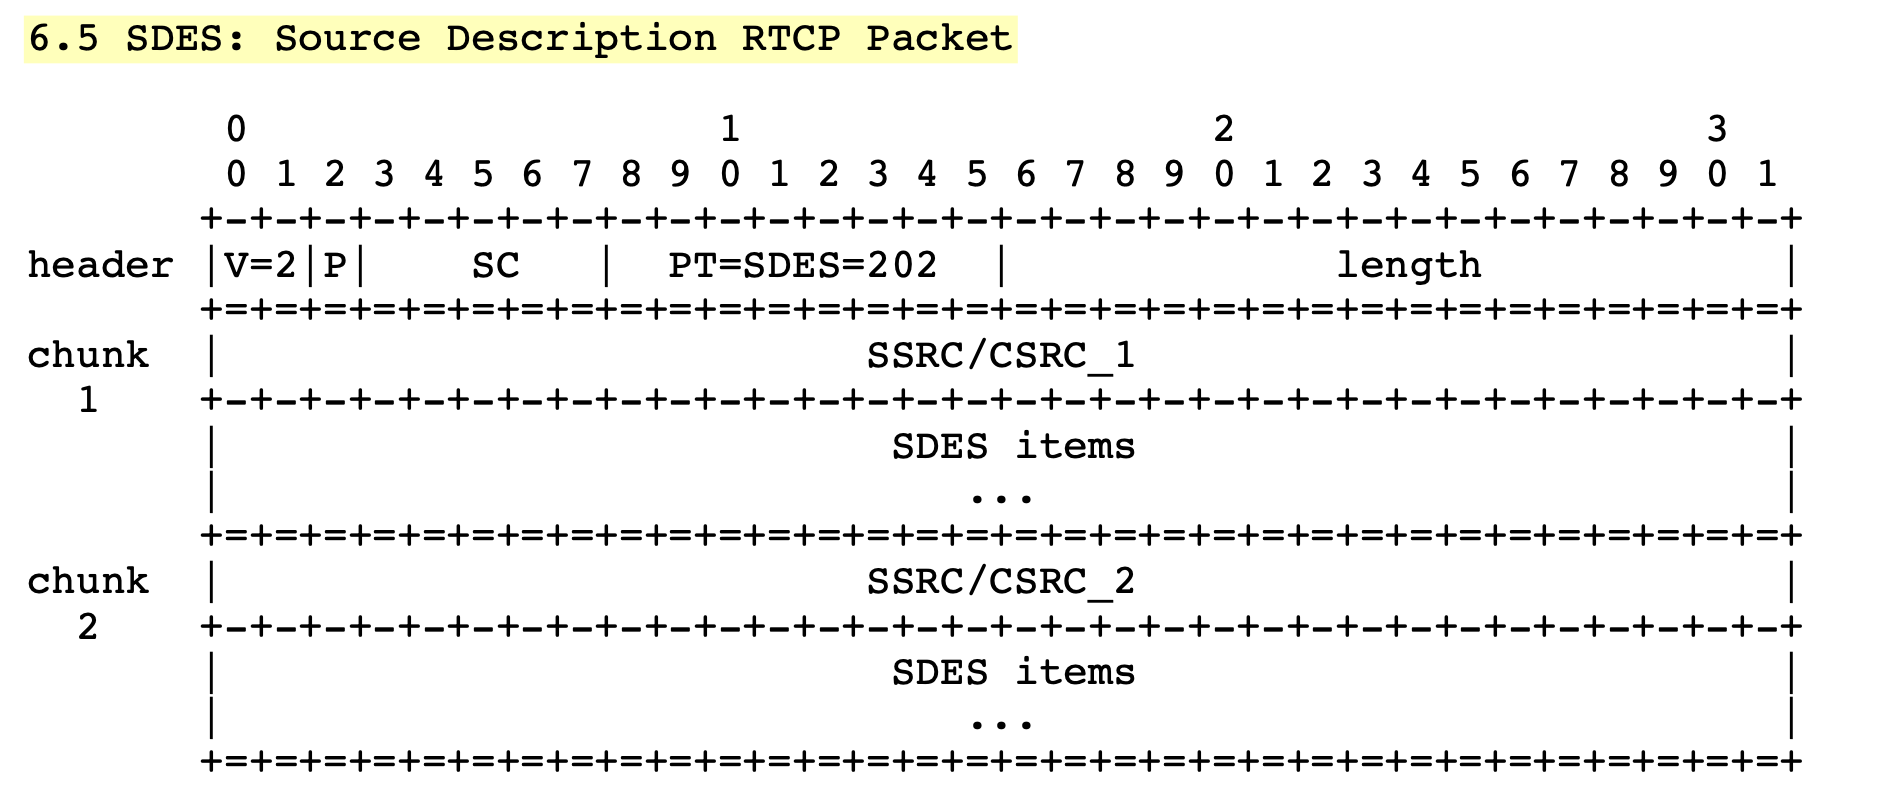 6.5 SDES: Source Description RTCP Packet
        0                   1                   2                   3
        0 1 2 3 4 5 6 7 8 9 0 1 2 3 4 5 6 7 8 9 0 1 2 3 4 5 6 7 8 9 0 1
       +-+-+-+-+-+-+-+-+-+-+-+-+-+-+-+-+-+-+-+-+-+-+-+-+-+-+-+-+-+-+-+-+
header |V=2|P|    SC   |  PT=SDES=202  |             length            |
       +=+=+=+=+=+=+=+=+=+=+=+=+=+=+=+=+=+=+=+=+=+=+=+=+=+=+=+=+=+=+=+=+
chunk  |                          SSRC/CSRC_1                          |
  1    +-+-+-+-+-+-+-+-+-+-+-+-+-+-+-+-+-+-+-+-+-+-+-+-+-+-+-+-+-+-+-+-+
       |                           SDES items                          |
       |                              ...                              |
       +=+=+=+=+=+=+=+=+=+=+=+=+=+=+=+=+=+=+=+=+=+=+=+=+=+=+=+=+=+=+=+=+
chunk  |                          SSRC/CSRC_2                          |
  2    +-+-+-+-+-+-+-+-+-+-+-+-+-+-+-+-+-+-+-+-+-+-+-+-+-+-+-+-+-+-+-+-+
       |                           SDES items                          |
       |                              ...                              |
       +=+=+=+=+=+=+=+=+=+=+=+=+=+=+=+=+=+=+=+=+=+=+=+=+=+=+=+=+=+=+=+=+